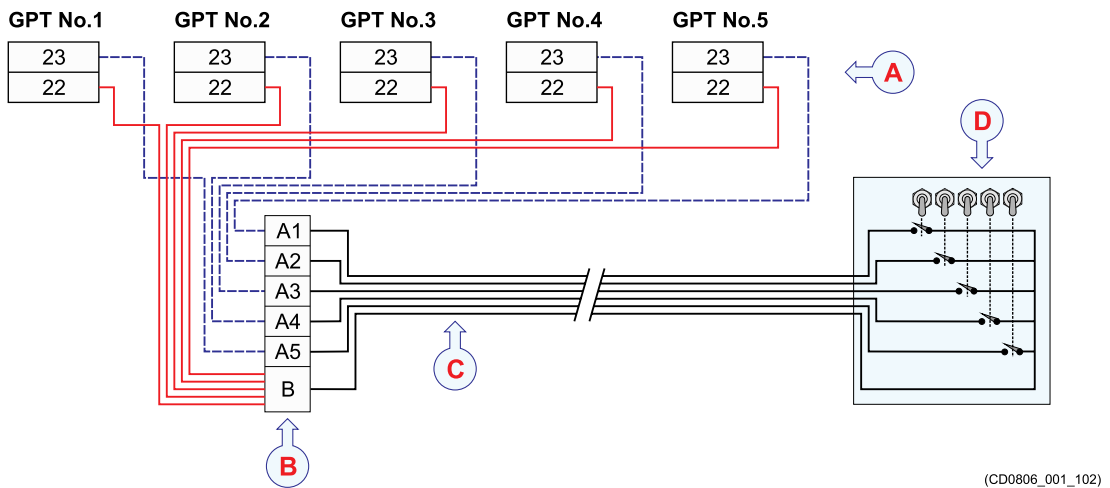 GPT No.1 GPT No.2 GPT No.3 GPT No.4 GPT No.5
23 23 23 23 23
22 22 22 22 22
A
D
A1
A2
A3
A4
A5
B
C
B
(CD0806_001_102)